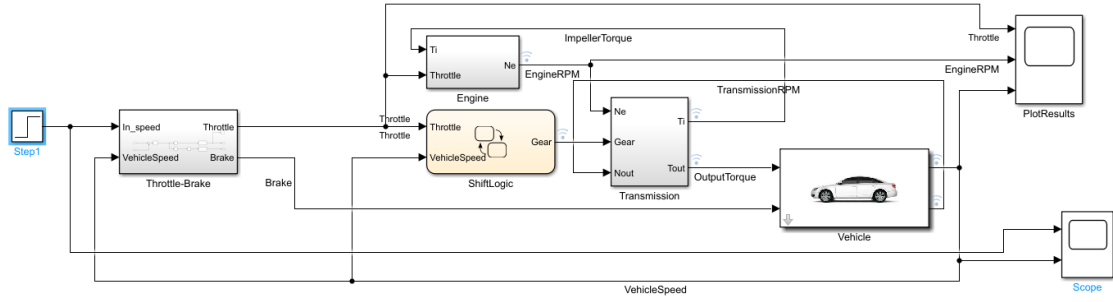 ImpellerTorque
Ti
Throttle
Ne
Engine
EngineRPM
Throttle
EngineRPM
PlotResults
TransmissionRPM
Step1
In_speed
VehicleSpeed
Throttle
Brake
Throttle-Brake
Throttle
Throttle
Brake
Throttle
VehicleSpeed
Gear
ShiftLogic
Ne
Gear
Nout
Ti
Tout
Transmission
OutputTorque
Vehicle
VehicleSpeed
Scope